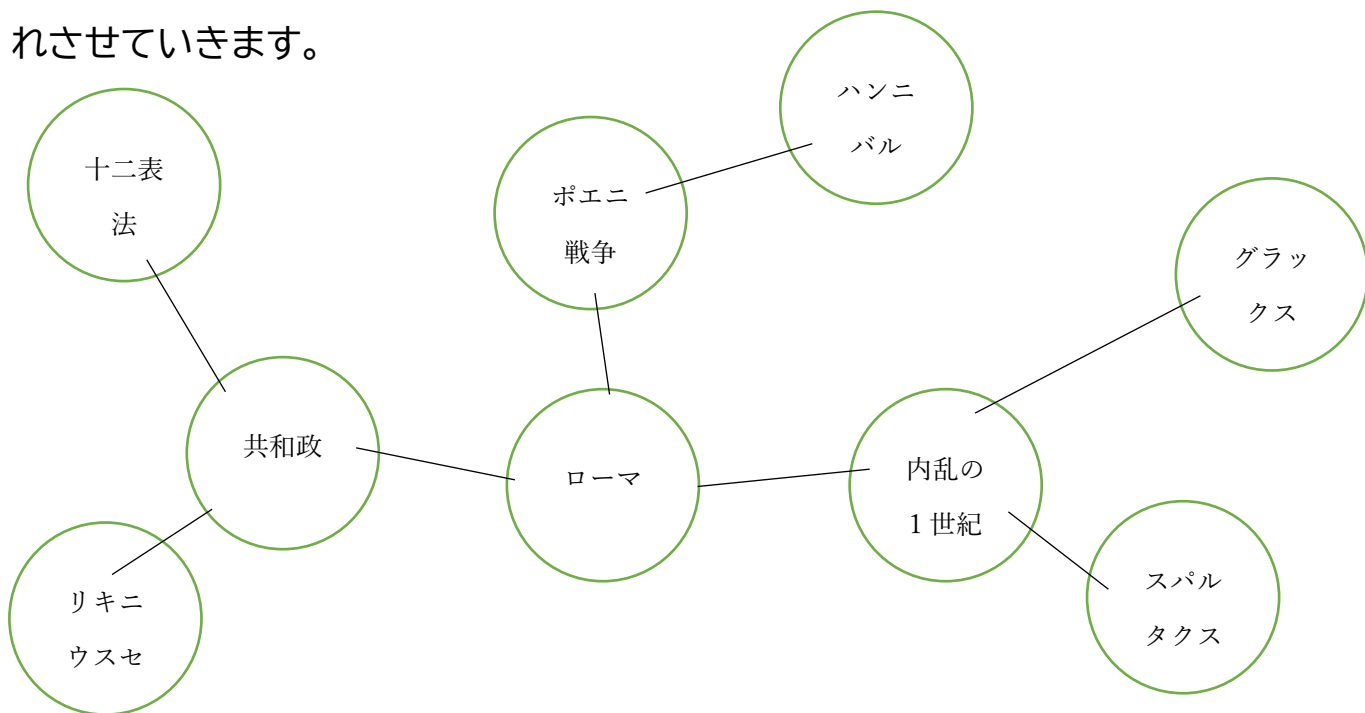 れさせていきます。
ハンニ
バル
十二表
法
ポエニ
戦争
グラッ
クス
共和政
ローマ
内乱の
１世紀
スパル
タクス
リキニ
ウスセ